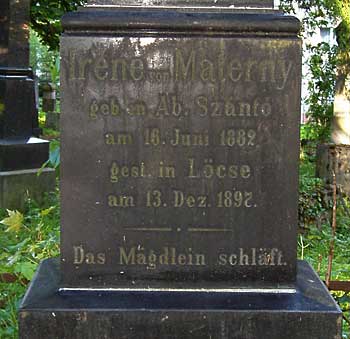 Irene von Materny
geb. in Ab. Szántó
am 16. Juni 1882
gest. in Löcse
am 13. Dez. 1897.
Das Mägdlein schläft.